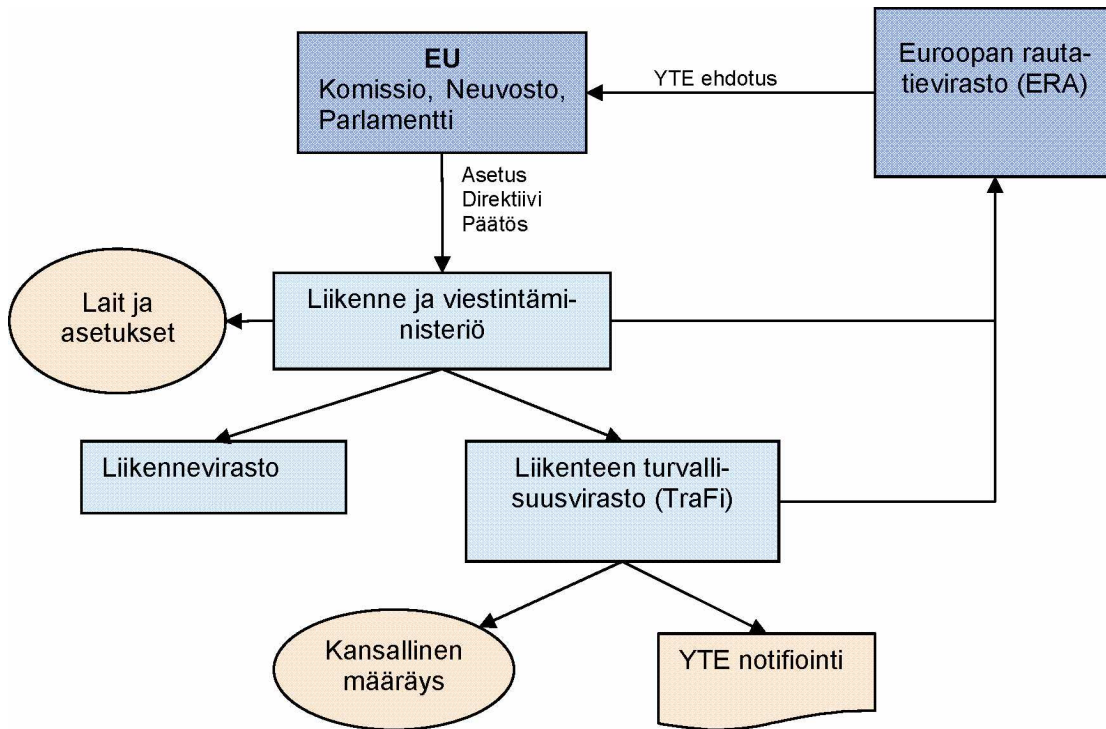 EU
Komissio, Neuvosto,
Parlamentti
YTE ehdotus
Euroopan rauta-
tievirasto (ERA)
Asetus
Direktiivi
Päätös
Lait ja
asetukset
Liikenne ja viestintämi-
nisteriö
Liikennevirasto
Liikenteen turvalli-
suusvirasto (TraFi)
Kansallinen
määräys
YTE notifiointi